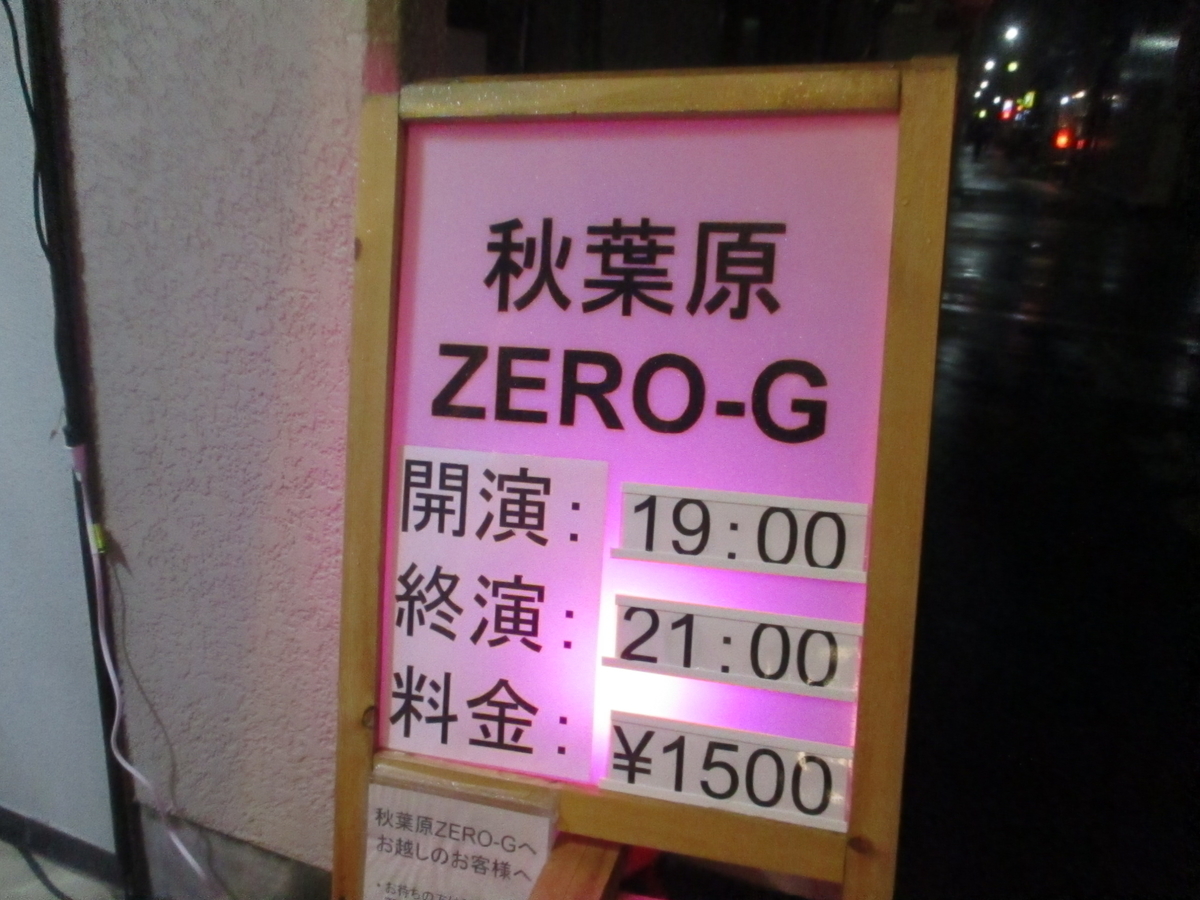 秋葉原
ZERO-G
開演: 19:00
終演: 21:00
料金: ¥1500
秋葉原ZERO-Gへ
お越しのお客様へ